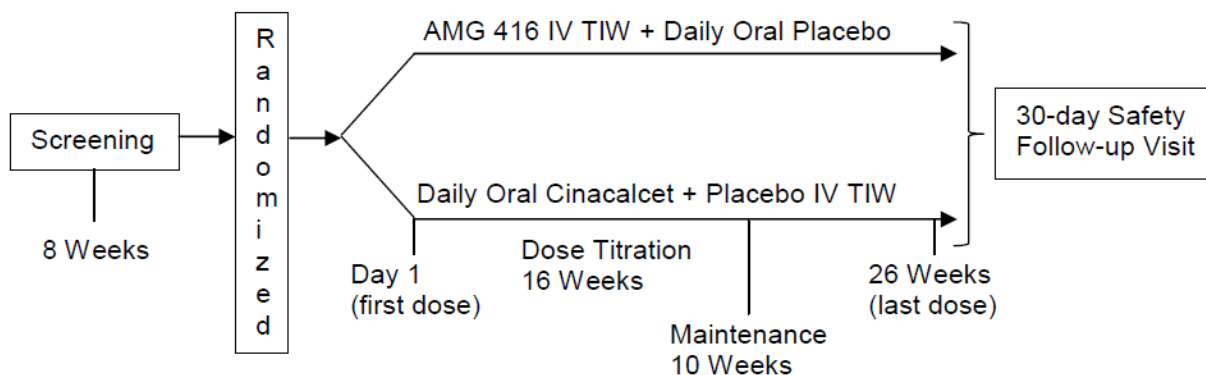 Screening
8 Weeks
Randomized
AMG 416 IV TIW + Daily Oral Placebo
Daily Oral Cinacalcet + Placebo IV TIW
Day 1
(first dose)
Dose Titration
16 Weeks
Maintenance
10 Weeks
26 Weeks
(last dose)
30-day Safety
Follow-up Visit